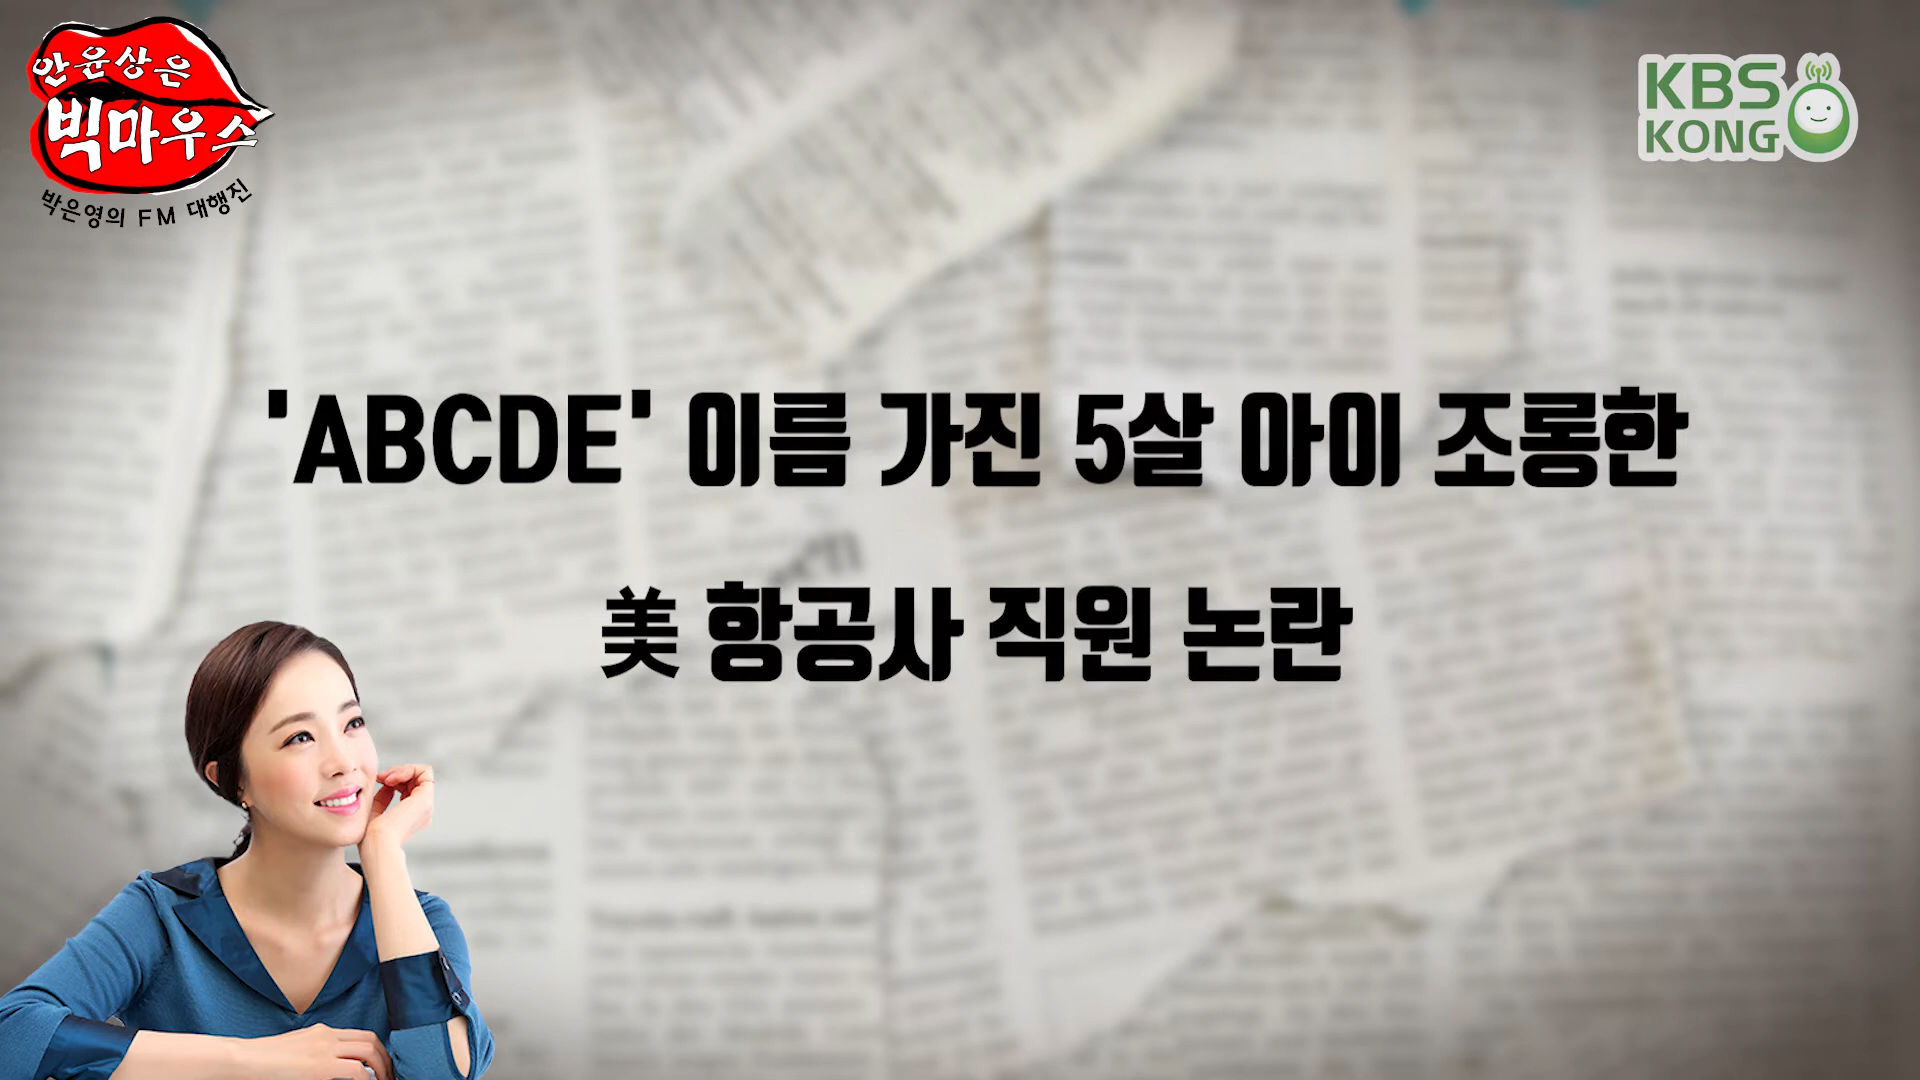 안윤상은
빅마우스
박은영의 FM 대행진
KBS
KONG
'ABCDE' 이름 가진 5살 아이 조롱한
美 항공사 직원 논란